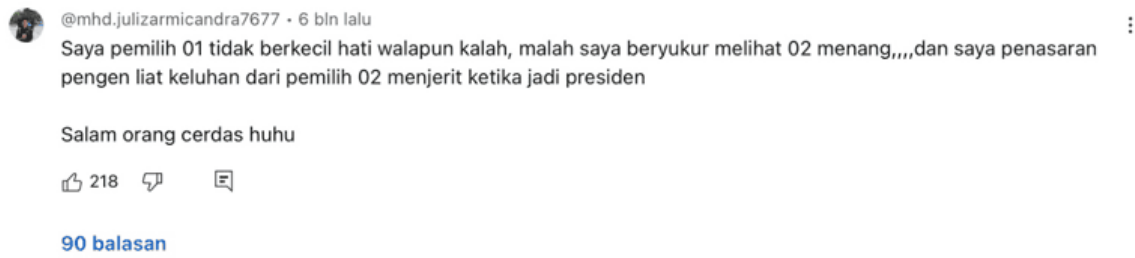 @mhd.julizarmicandra7677 • 6 bln lalu
Saya pemilih 01 tidak berkecil hati walapun kalah, malah saya beryukur melihat 02 menang,,,,dan saya penasaran
pengen liat keluhan dari pemilih 02 menjerit ketika jadi presiden
Salam orang cerdas huhu
218
90 balasan